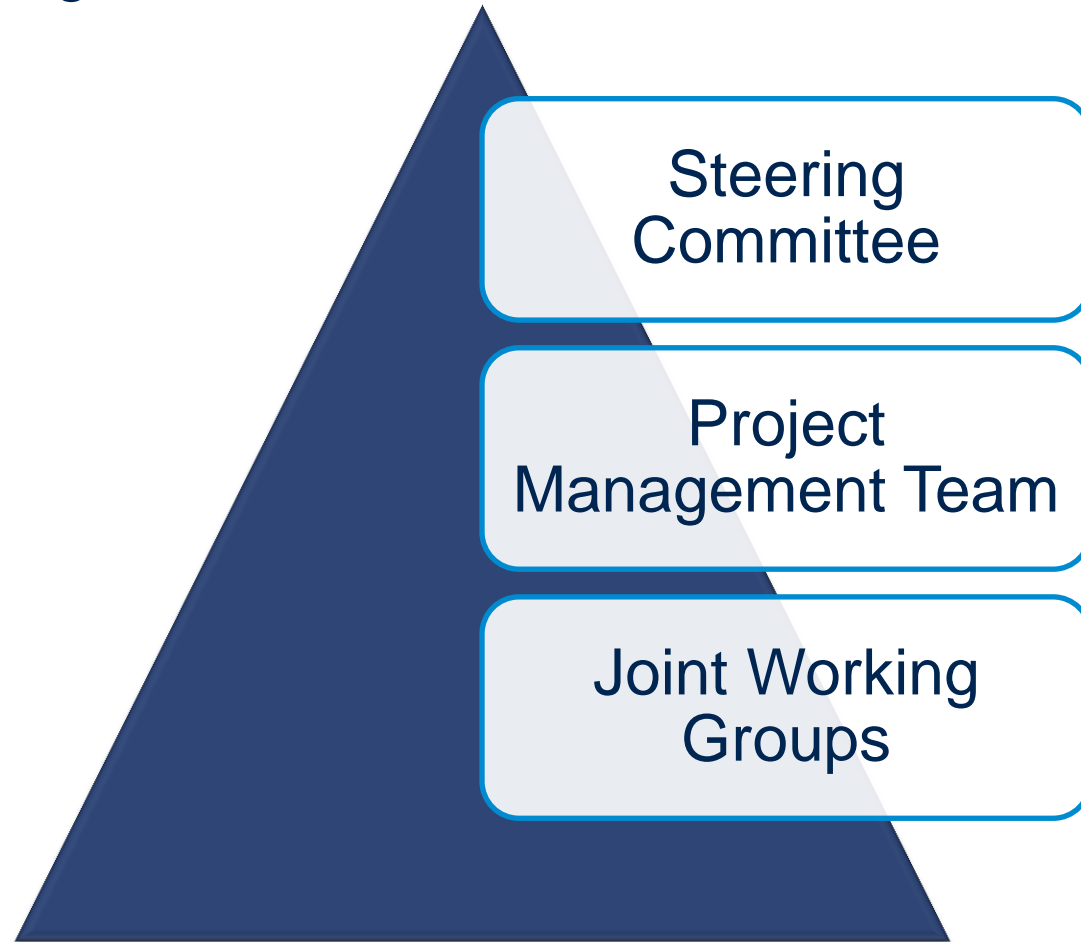 Steering
Committee
Project
Management Team
Joint Working
Groups